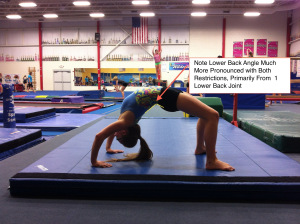 Note Lower Back Angle Much
More Pronounced with Both
Restrictions, Primarily From 1
Lower Back Joint